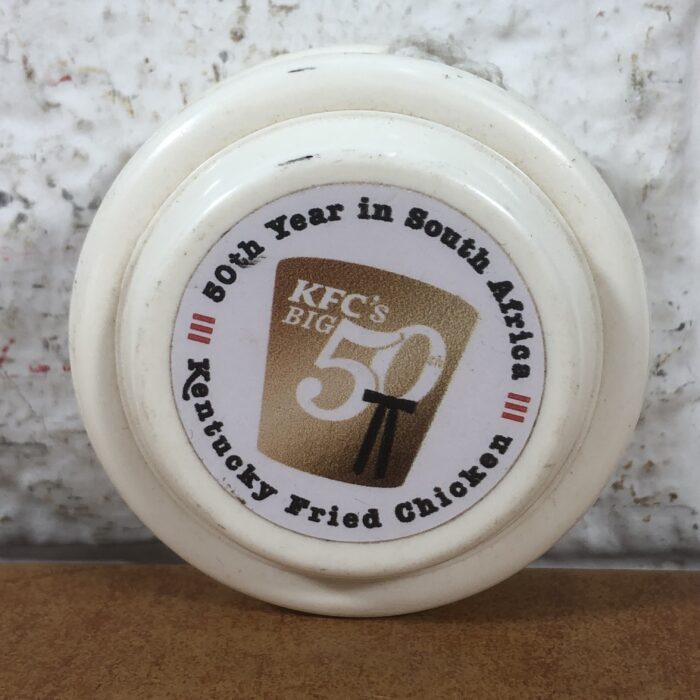 50th Year in South Africa
KFC's
BIG
50th
Kentucky Fried Chicken